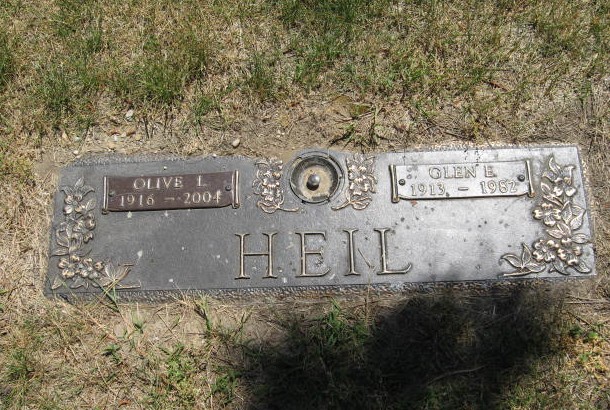 OLIVE L.
1916 - 2004
GLEN E.
1913 - 1982
HEIL